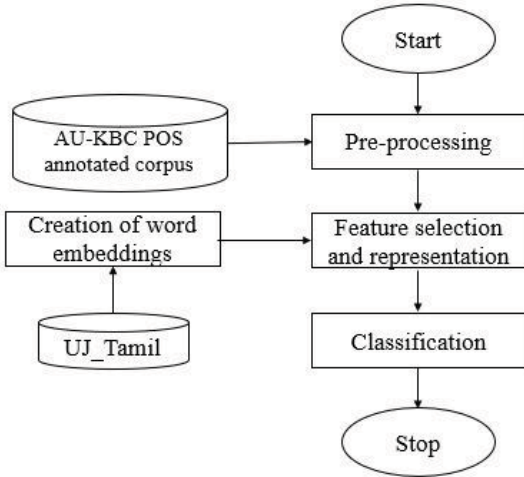 Start
AU-KBC POS
annotated corpus
Pre-processing
Creation of word
embeddings
Feature selection
and representation
UJ_Tamil
Classification
Stop